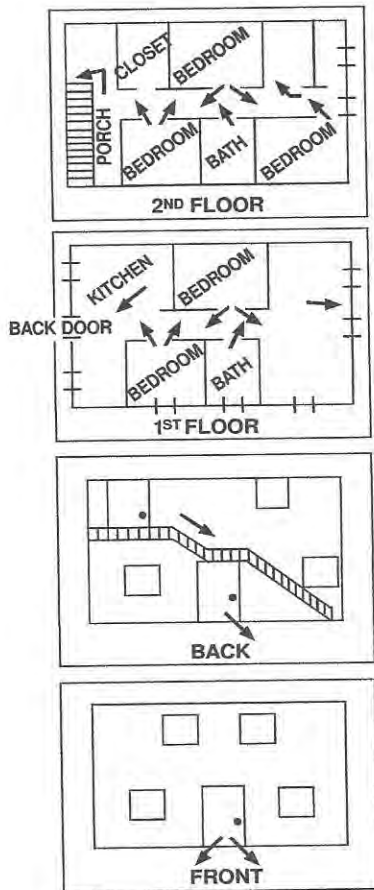 CLOSET
BEDROOM
PORCH
BEDROOM
BATH
BEDROOM
2ND FLOOR
KITCHEN
BEDROOM
BACK DOOR
BEDROOM
BATH
1ST FLOOR
BACK
FRONT